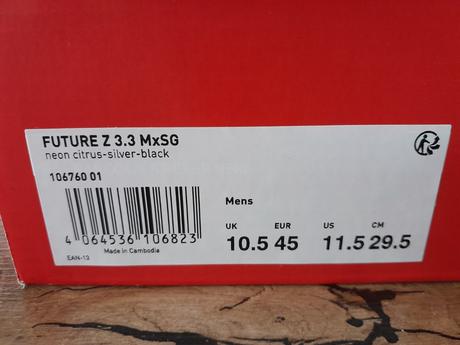 FUTURE Z 3.3 MxSG
neon citrus-silver-black
106760 01
4 064536 106823
EAN-13
Made in Cambodia
Mens
UK EUR US CM
10.5 45 11.5 29.5